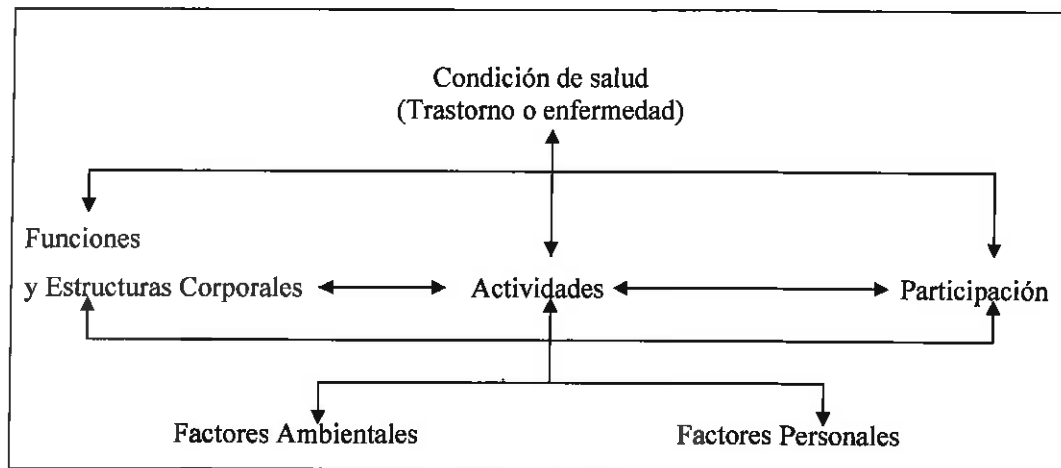 Condición de salud
(Trastorno o enfermedad)
Funciones
y Estructuras Corporales
Actividades
Participación
Factores Ambientales
Factores Personales